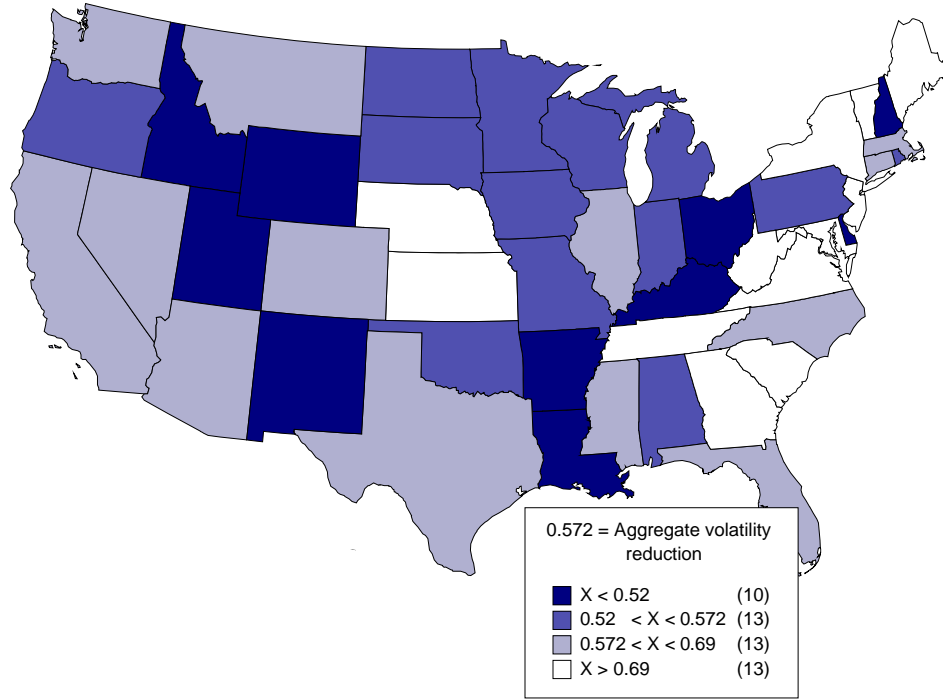 0.572 = Aggregate volatility
reduction
X < 0.52 (10)
0.52 < X < 0.572 (13)
0.572 < X < 0.69 (13)
X > 0.69 (13)